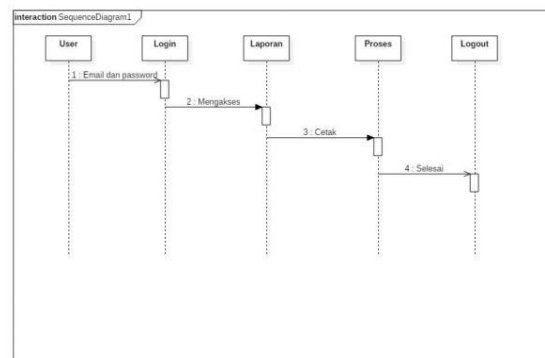 interaction SequenceDiagram1
User
Login
Laporan
Proses
Logout
1 : Email dan password
2 : Mengakses
3 : Cetak
4 : Selesai